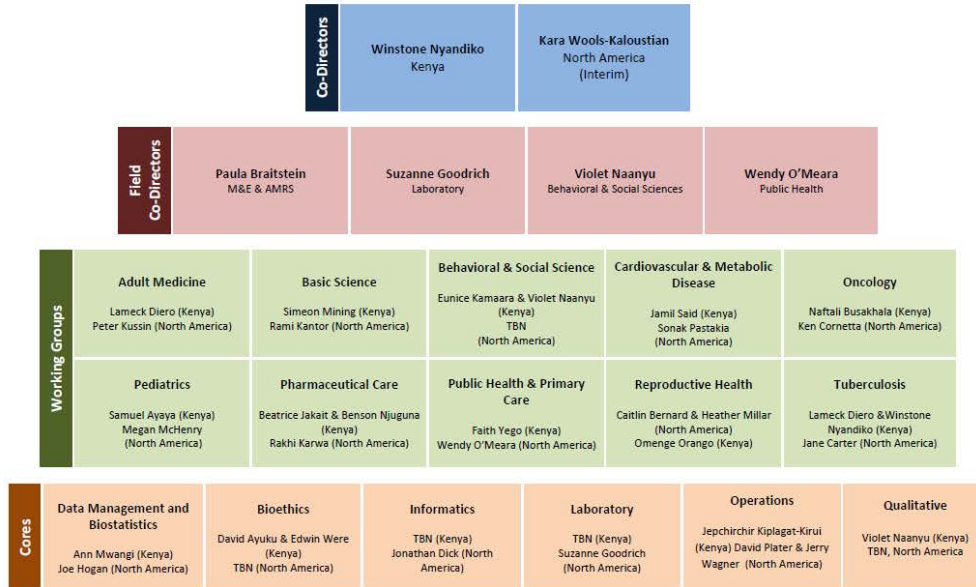 Co-Directors
Winstone Nyandiko
Kenya
Kara Wools-Kaloustian
North America
(Interim)
Field
Co-Directors
Paula Braitstein
M&E & AMRS
Suzanne Goodrich
Laboratory
Violet Naanyu
Behavioral & Social Sciences
Wendy O'Meara
Public Health
Working Groups
Adult Medicine
Lameck Diero (Kenya)
Peter Kussin (North America)
Basic Science
Simeon Mining (Kenya)
Rami Kantor (North America)
Behavioral & Social Science
Eunice Kamaara & Violet Naanyu
(Kenya)
TBN
(North America)
Cardiovascular & Metabolic
Disease
Jamil Said (Kenya)
Sonak Pastakia
(North America)
Oncology
Naftali Busakhala (Kenya)
Ken Cornetta (North America)
Pediatrics
Samuel Ayaya (Kenya)
Megan McHenry
(North America)
Pharmaceutical Care
Beatrice Jakait & Benson Njuguna
(Kenya)
Rakhi Karwa (North America)
Public Health & Primary
Care
Faith Yego (Kenya)
Wendy O'Meara (North America)
Reproductive Health
Caitlin Bernard & Heather Millar
(North America)
Omenge Orango (Kenya)
Tuberculosis
Lameck Diero &Winstone
Nyandiko (Kenya)
Jane Carter (North America)
Cores
Data Management and
Biostatistics
Ann Mwangi (Kenya)
Joe Hogan (North America)
Bioethics
David Ayuku & Edwin Were
(Kenya)
TBN (North America)
Informatics
TBN (Kenya)
Jonathan Dick (North
America)
Laboratory
TBN (Kenya)
Suzanne Goodrich
(North America)
Operations
Jepchirchir Kiplagat-Kirui
(Kenya) David Plater & Jerry
Wagner (North America)
Qualitative
Violet Naanyu (Kenya)
TBN, North America